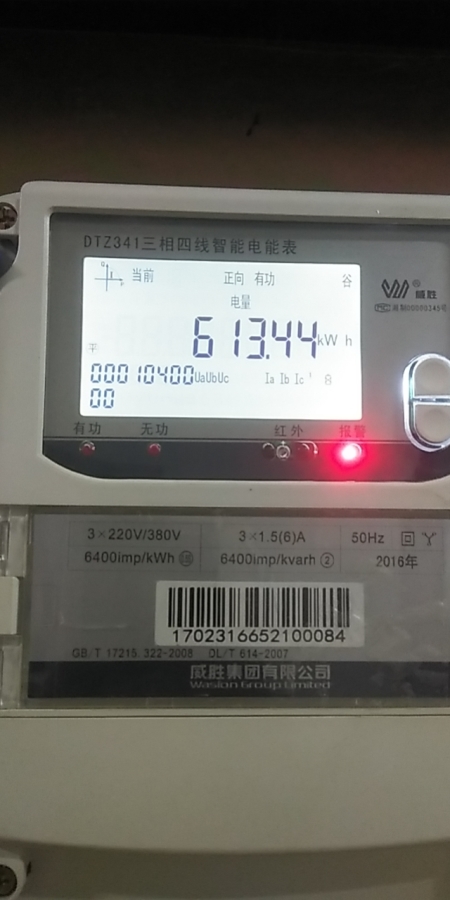 DTZ341三相四线智能电能表
当前 正向 有功 谷
电量
613.44kWh
平
00010400UaUbUc Ia Ib Ic 8
00
威胜
有功 无功 红外 报警
3×220V/380V 3×1.5(6)A 50Hz
6400imp/kWh 6400imp/kvarh ② 2016年
1702316652100084
GB/T 17215.322-2008 DL/T 614-2007
威胜集团有限公司
Wasion Group Limited